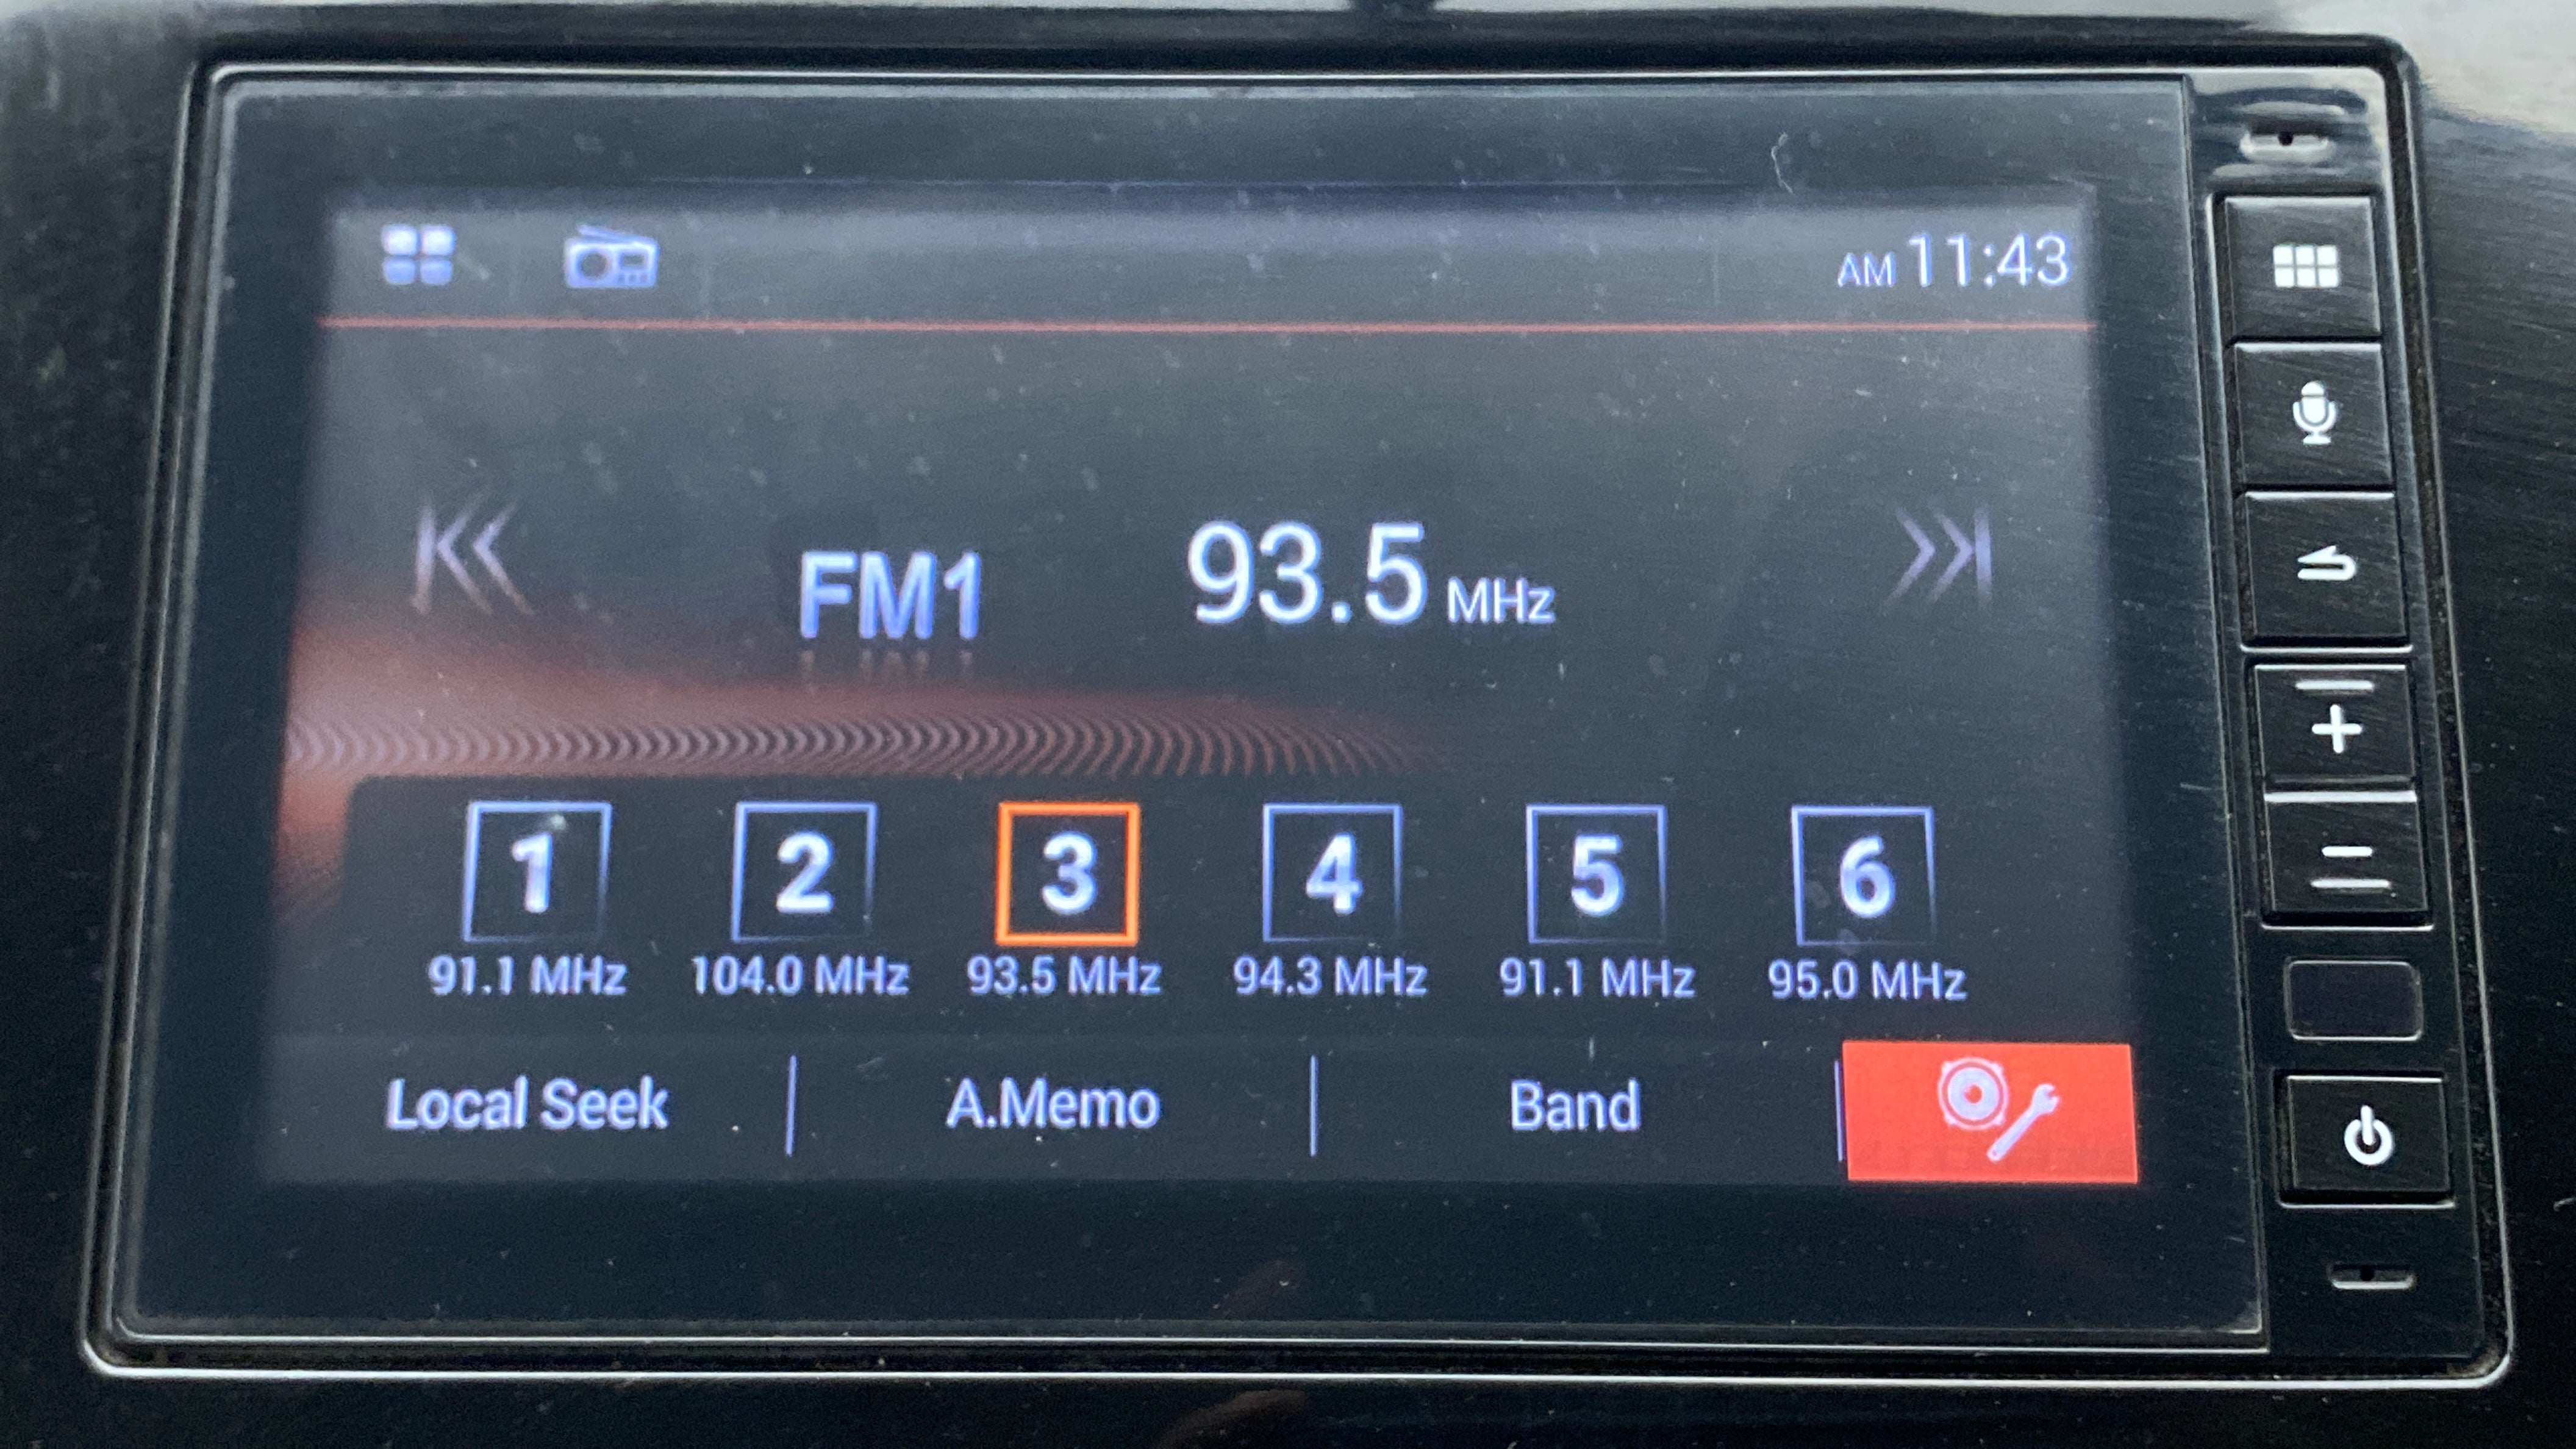 AM 11:43
FM1 93.5 MHz
1 2 3 4 5 6
91.1 MHz 104.0 MHz 93.5 MHz 94.3 MHz 91.1 MHz 95.0 MHz
Local Seek A.Memo Band